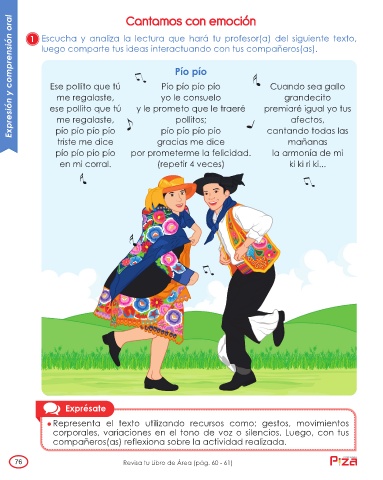 Expresión y comprensión oral
Cantamos con emoción
1 Escucha y analiza la lectura que hará tu profesor(a) del siguiente texto,
luego comparte tus ideas interactuando con tus compañeros(as).
Pío pío
Ese pollito que tú
me regalaste,
ese pollito que tú
me regalaste,
pío pío pío pío
triste me dice
pío pío pío pío
en mi corral.
Pío pío pío pío
yo le consuelo
y le prometo que le traeré
pollitos;
pío pío pío pío
gracias me dice
por prometerme la felicidad.
(repetir 4 veces)
Cuando sea gallo
grandecito
premiaré igual yo tus
afectos,
cantando todas las
mañanas
la armonía de mi
ki ki ri ki...
Exprésate
• Representa el texto utilizando recursos como: gestos, movimientos
corporales, variaciones en el tono de voz o silencios. Luego, con tus
compañeros(as) reflexiona sobre la actividad realizada.
76
Revisa tu Libro de Área (pág. 60 - 61)